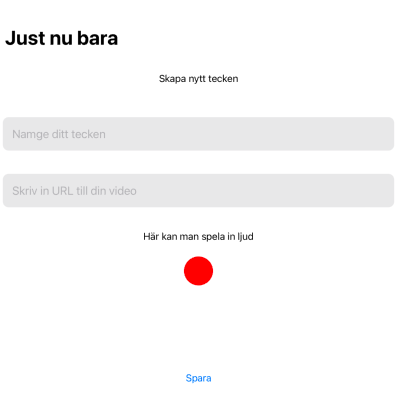 Just nu bara
Skapa nytt tecken
Namge ditt tecken
Skriv in URL till din video
Här kan man spela in ljud
Spara